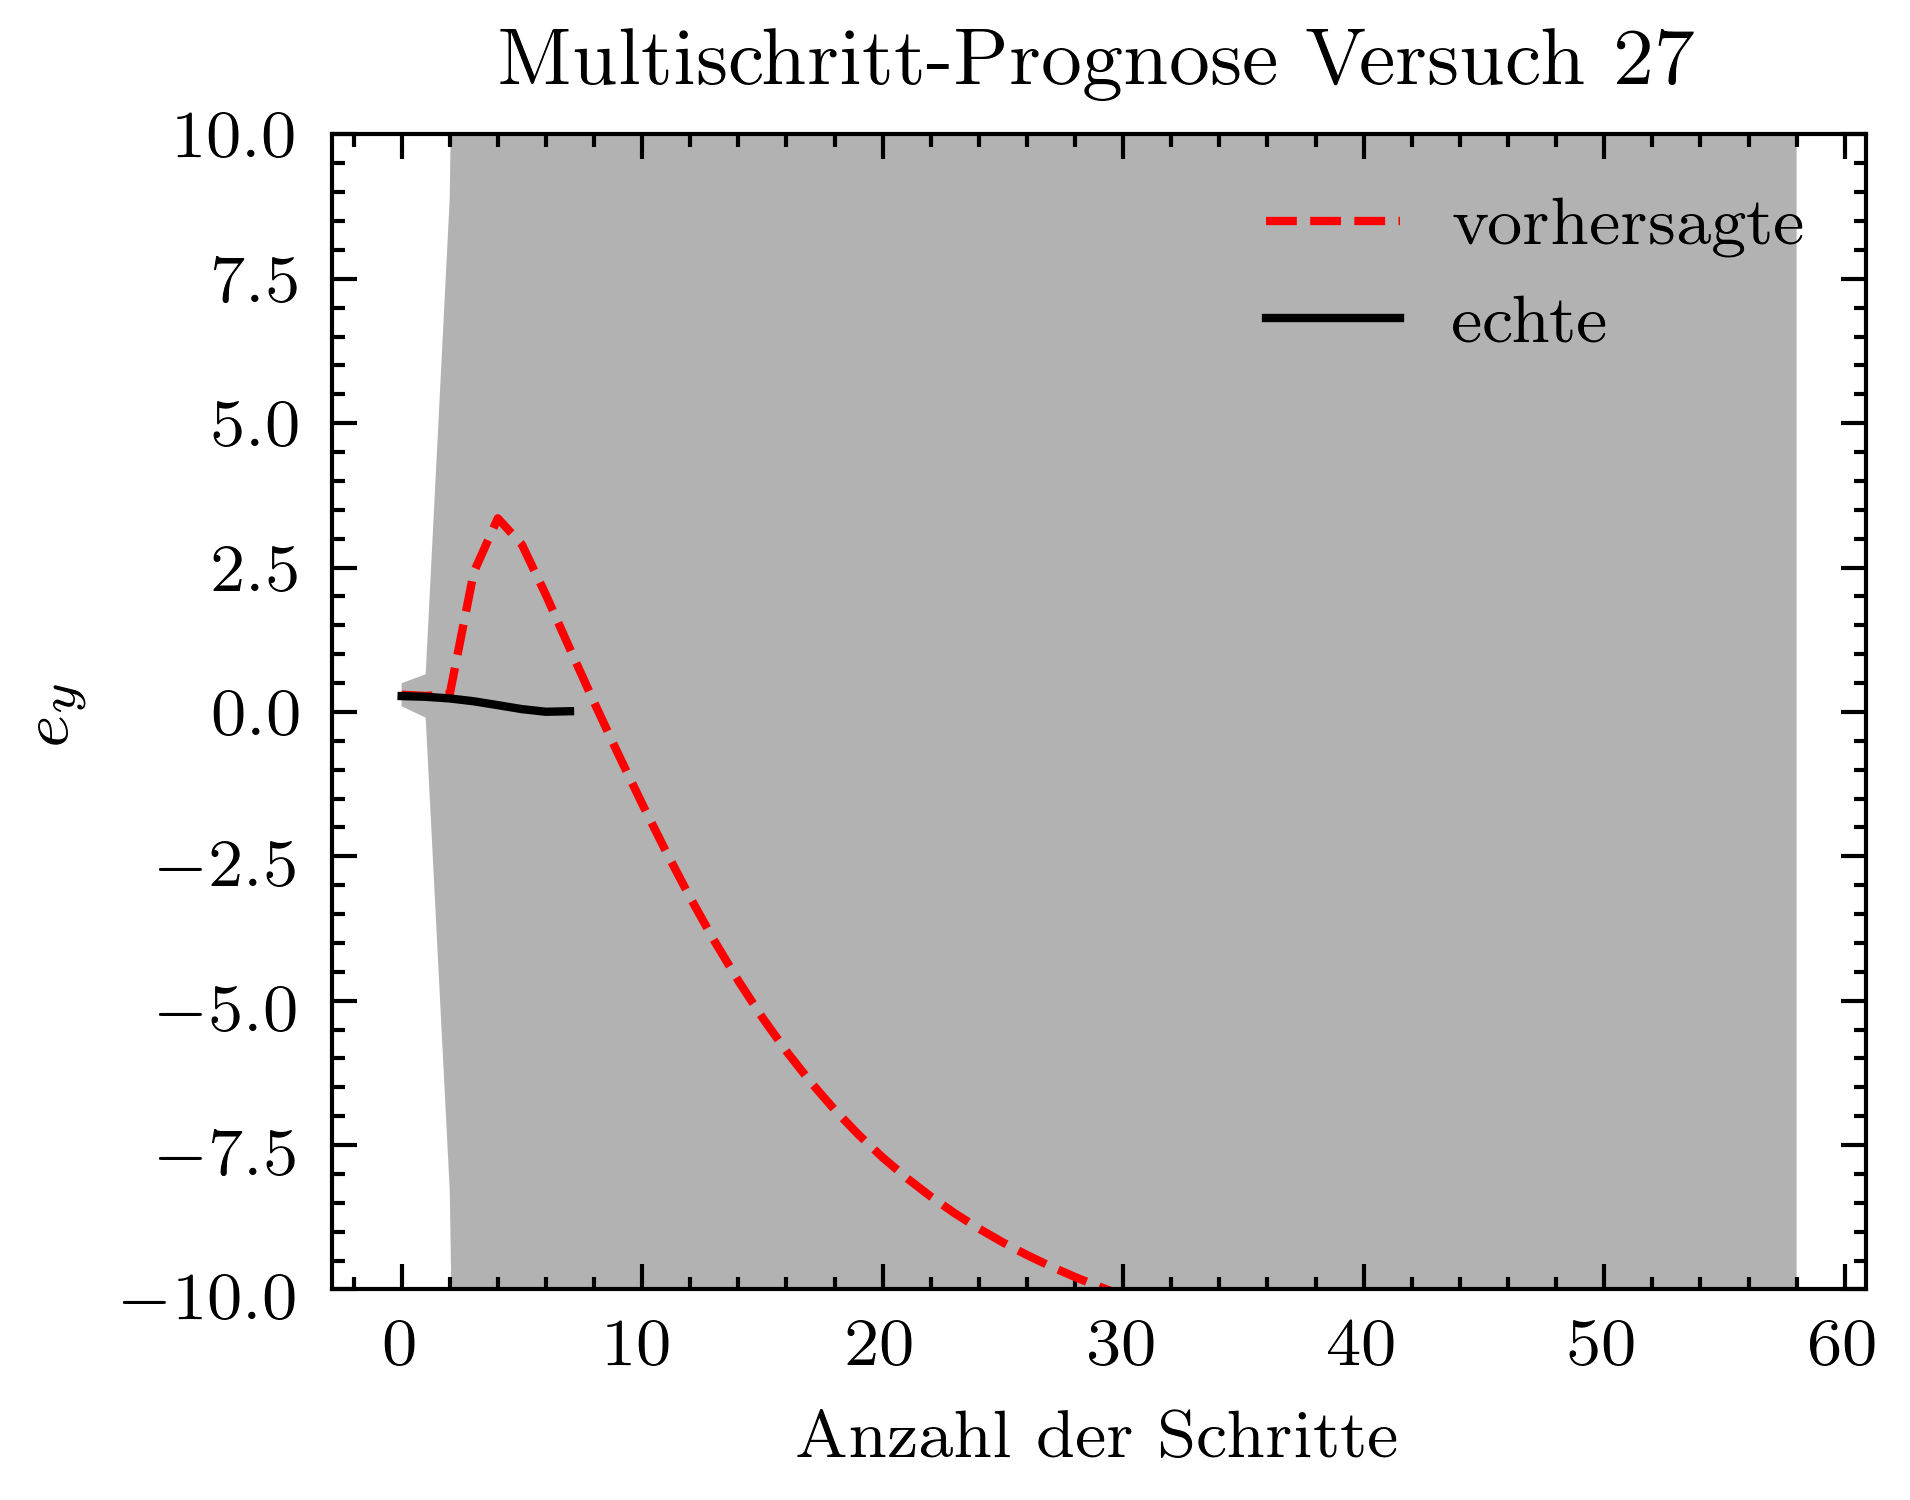 Multischritt-Prognose Versuch 27
10.0
7.5
5.0
2.5
0.0
−2.5
−5.0
−7.5
−10.0
e_y
vorhersagte
echte
0 10 20 30 40 50 60
Anzahl der Schritte